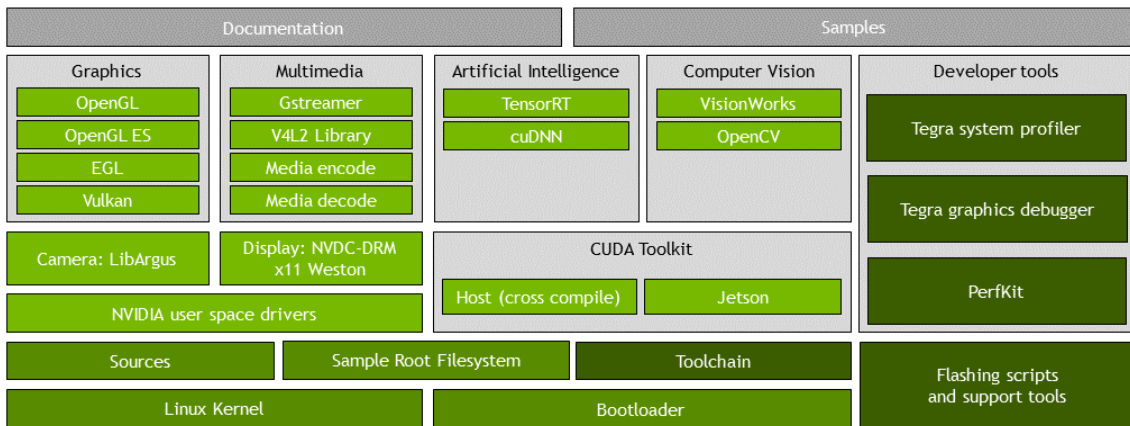 Documentation
Samples
Graphics
OpenGL
OpenGL ES
EGL
Vulkan
Multimedia
Gstreamer
V4L2 Library
Media encode
Media decode
Artificial Intelligence
TensorRT
cuDNN
Computer Vision
VisionWorks
OpenCV
Developer tools
Tegra system profiler
Tegra graphics debugger
PerfKit
Camera: LibArgus
Display: NVDC-DRM
x11 Weston
NVIDIA user space drivers
CUDA Toolkit
Host (cross compile)
Jetson
Sources
Sample Root Filesystem
Toolchain
Linux Kernel
Bootloader
Flashing scripts
and support tools